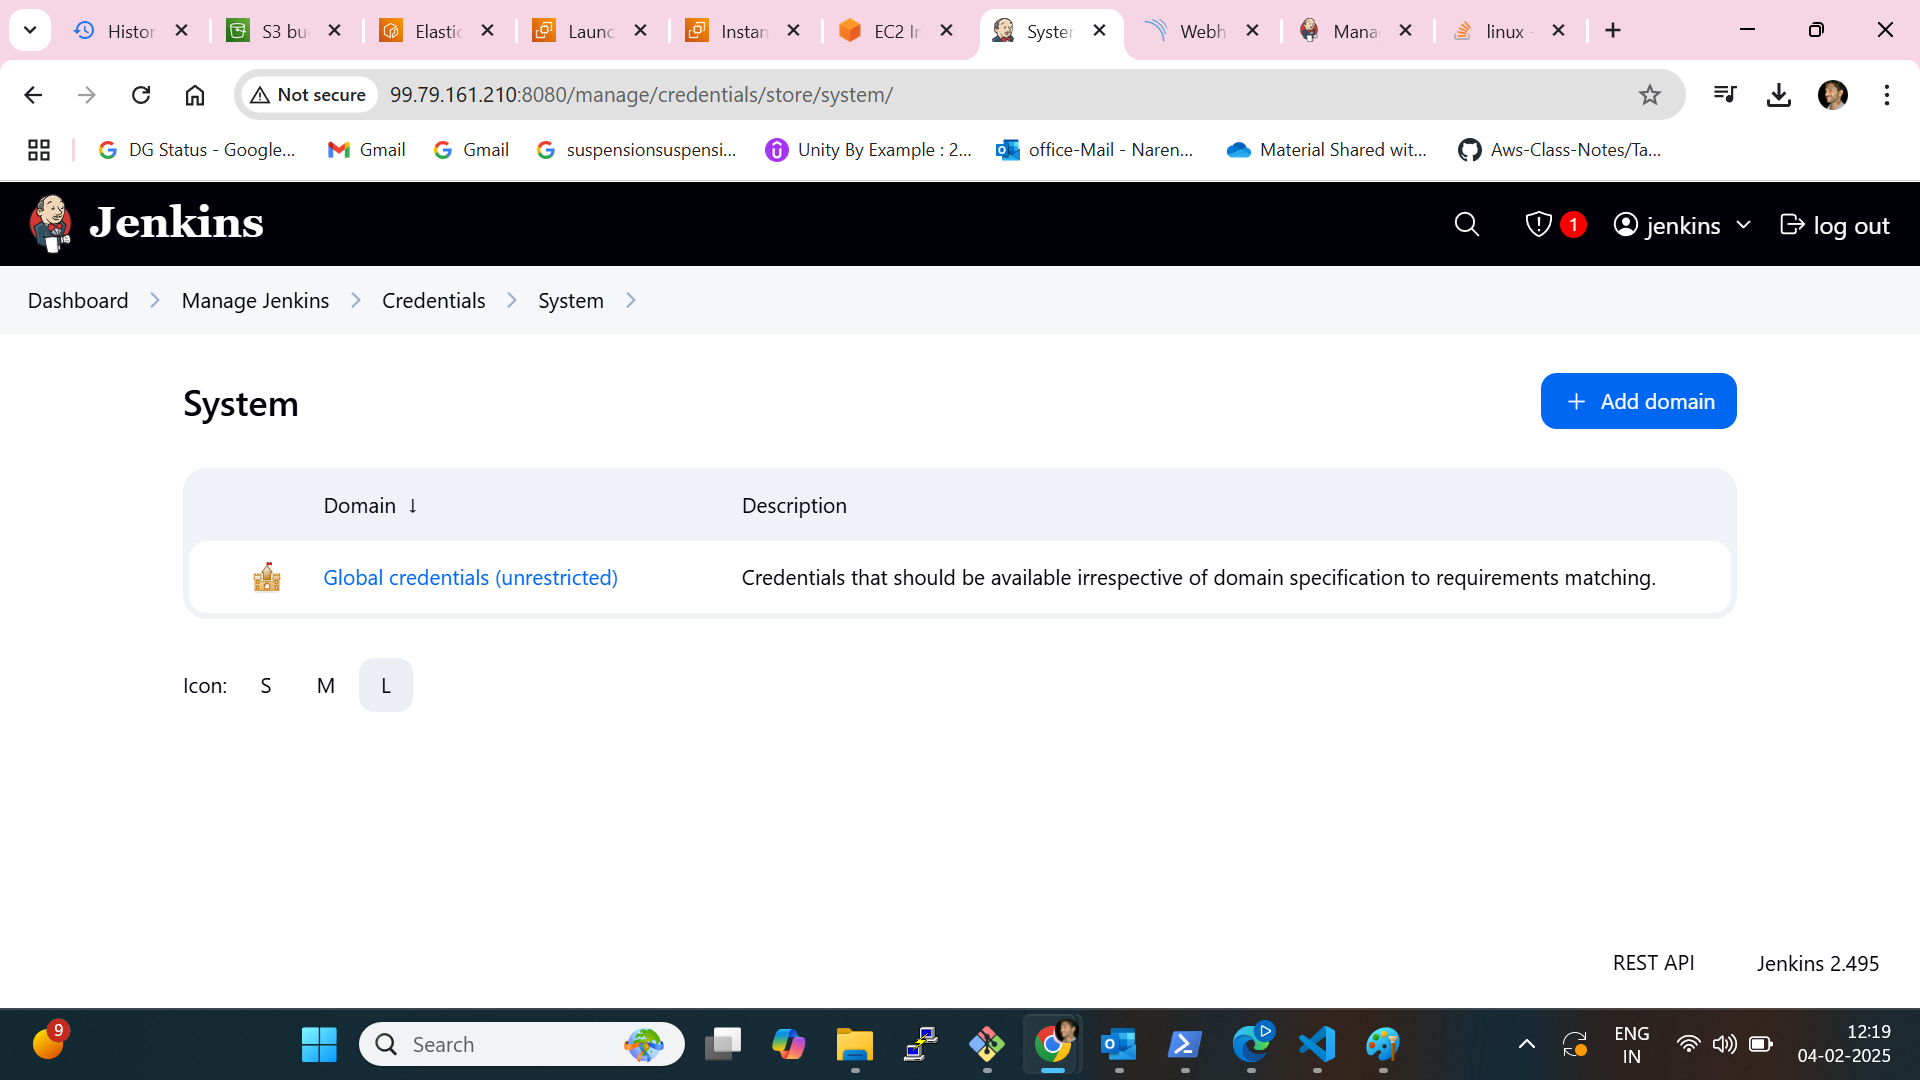 Histor
S3 bu
Elastic
Launc
Instan
EC2 In
System
Webh
Mana
linux -
Not secure
99.79.161.210:8080/manage/credentials/store/system/
DG Status - Google...
Gmail
Gmail
suspensionsuspensi...
Unity By Example : 2...
office-Mail - Naren...
Material Shared wit...
Aws-Class-Notes/Ta...
Jenkins
1
jenkins
log out
Dashboard
Manage Jenkins
Credentials
System
System
+ Add domain
Domain ↓
Description
Global credentials (unrestricted)
Credentials that should be available irrespective of domain specification to requirements matching.
Icon:
S
M
L
REST API
Jenkins 2.495
9
Search
ENG
IN
12:19
04-02-2025